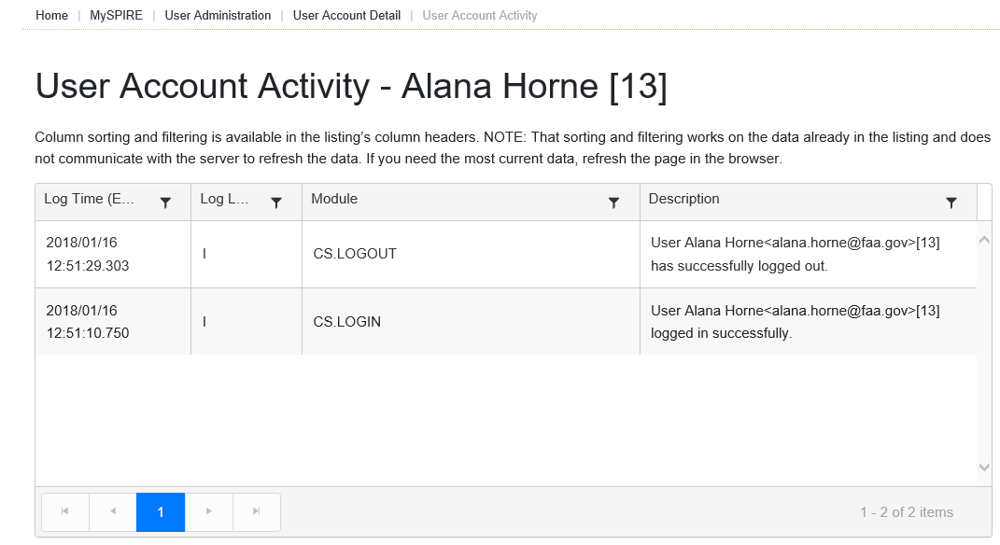 Home | MySPIRE | User Administration | User Account Detail | User Account Activity
User Account Activity - Alana Horne [13]
Column sorting and filtering is available in the listing's column headers. NOTE: That sorting and filtering works on the data already in the listing and does
not communicate with the server to refresh the data. If you need the most current data, refresh the page in the browser.
Log Time (E... Log L... Module Description
2018/01/16
12:51:29.303
I
CS.LOGOUT
User Alana Horne<alana.horne@faa.gov>[13]
has successfully logged out.
2018/01/16
12:51:10.750
I
CS.LOGIN
User Alana Horne<alana.horne@faa.gov>[13]
logged in successfully.
1
1 - 2 of 2 items